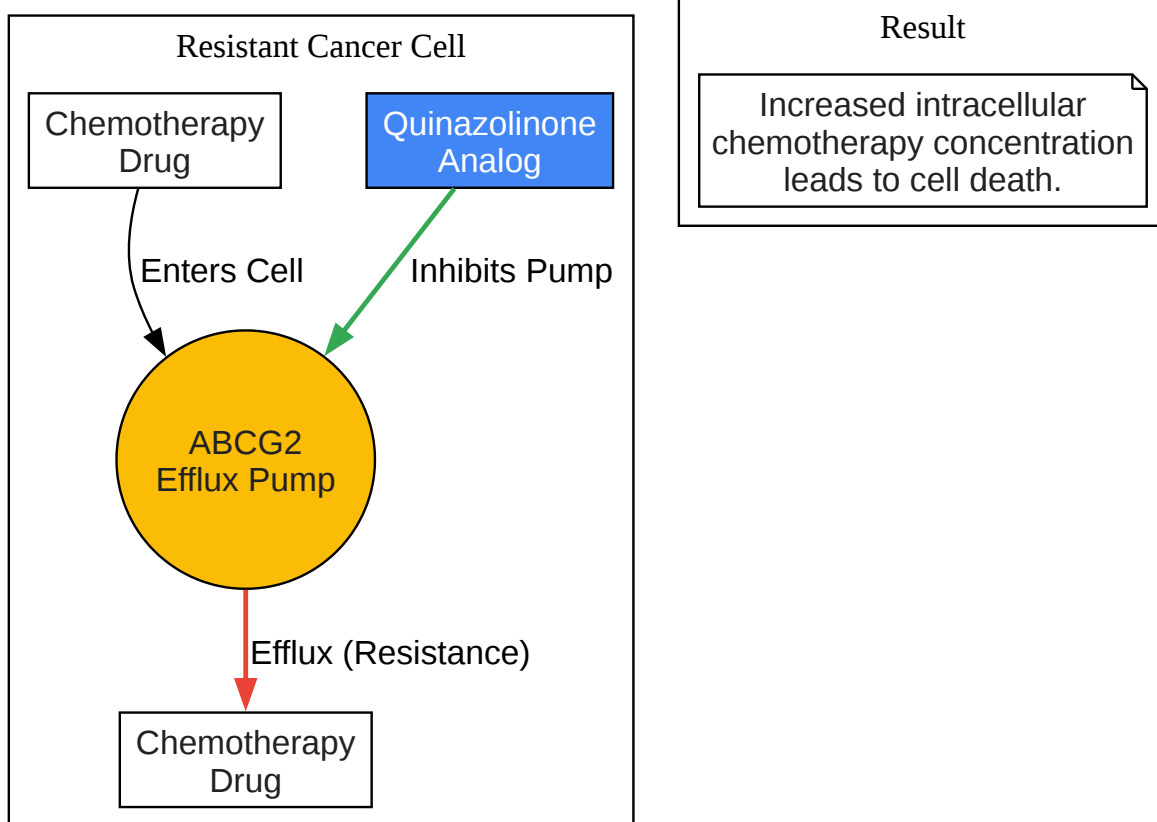 Resistant Cancer Cell
Chemotherapy
Drug
Quinazolinone
Analog
Enters Cell
Inhibits Pump
ABCG2
Efflux Pump
Efflux (Resistance)
Chemotherapy
Drug
Result
Increased intracellular
chemotherapy concentration
leads to cell death.